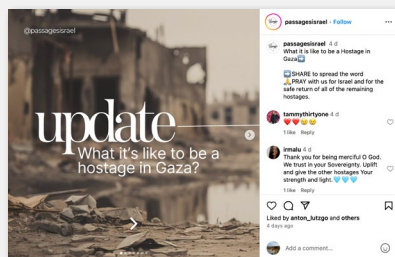 @passagesisrael
update
What it's like to be a
hostage in Gaza?
passagesisrael • Follow
passagesisrael 4 d
What it is like to be a Hostage in
Gaza➡️
➡️SHARE to spread the word
🙏PRAY with us for Israel and for the
safe return of all of the remaining
hostages.
tammythirtyone 4 d
1 like Reply
irmalu 4 d
Thank you for being merciful O God.
We trust in your Sovereignty. Uplift
and give the other hostages Your
strength and light.🩵🩵🩵
1 like Reply
Liked by anton_lutzgo and others
4 days ago
Add a comment...